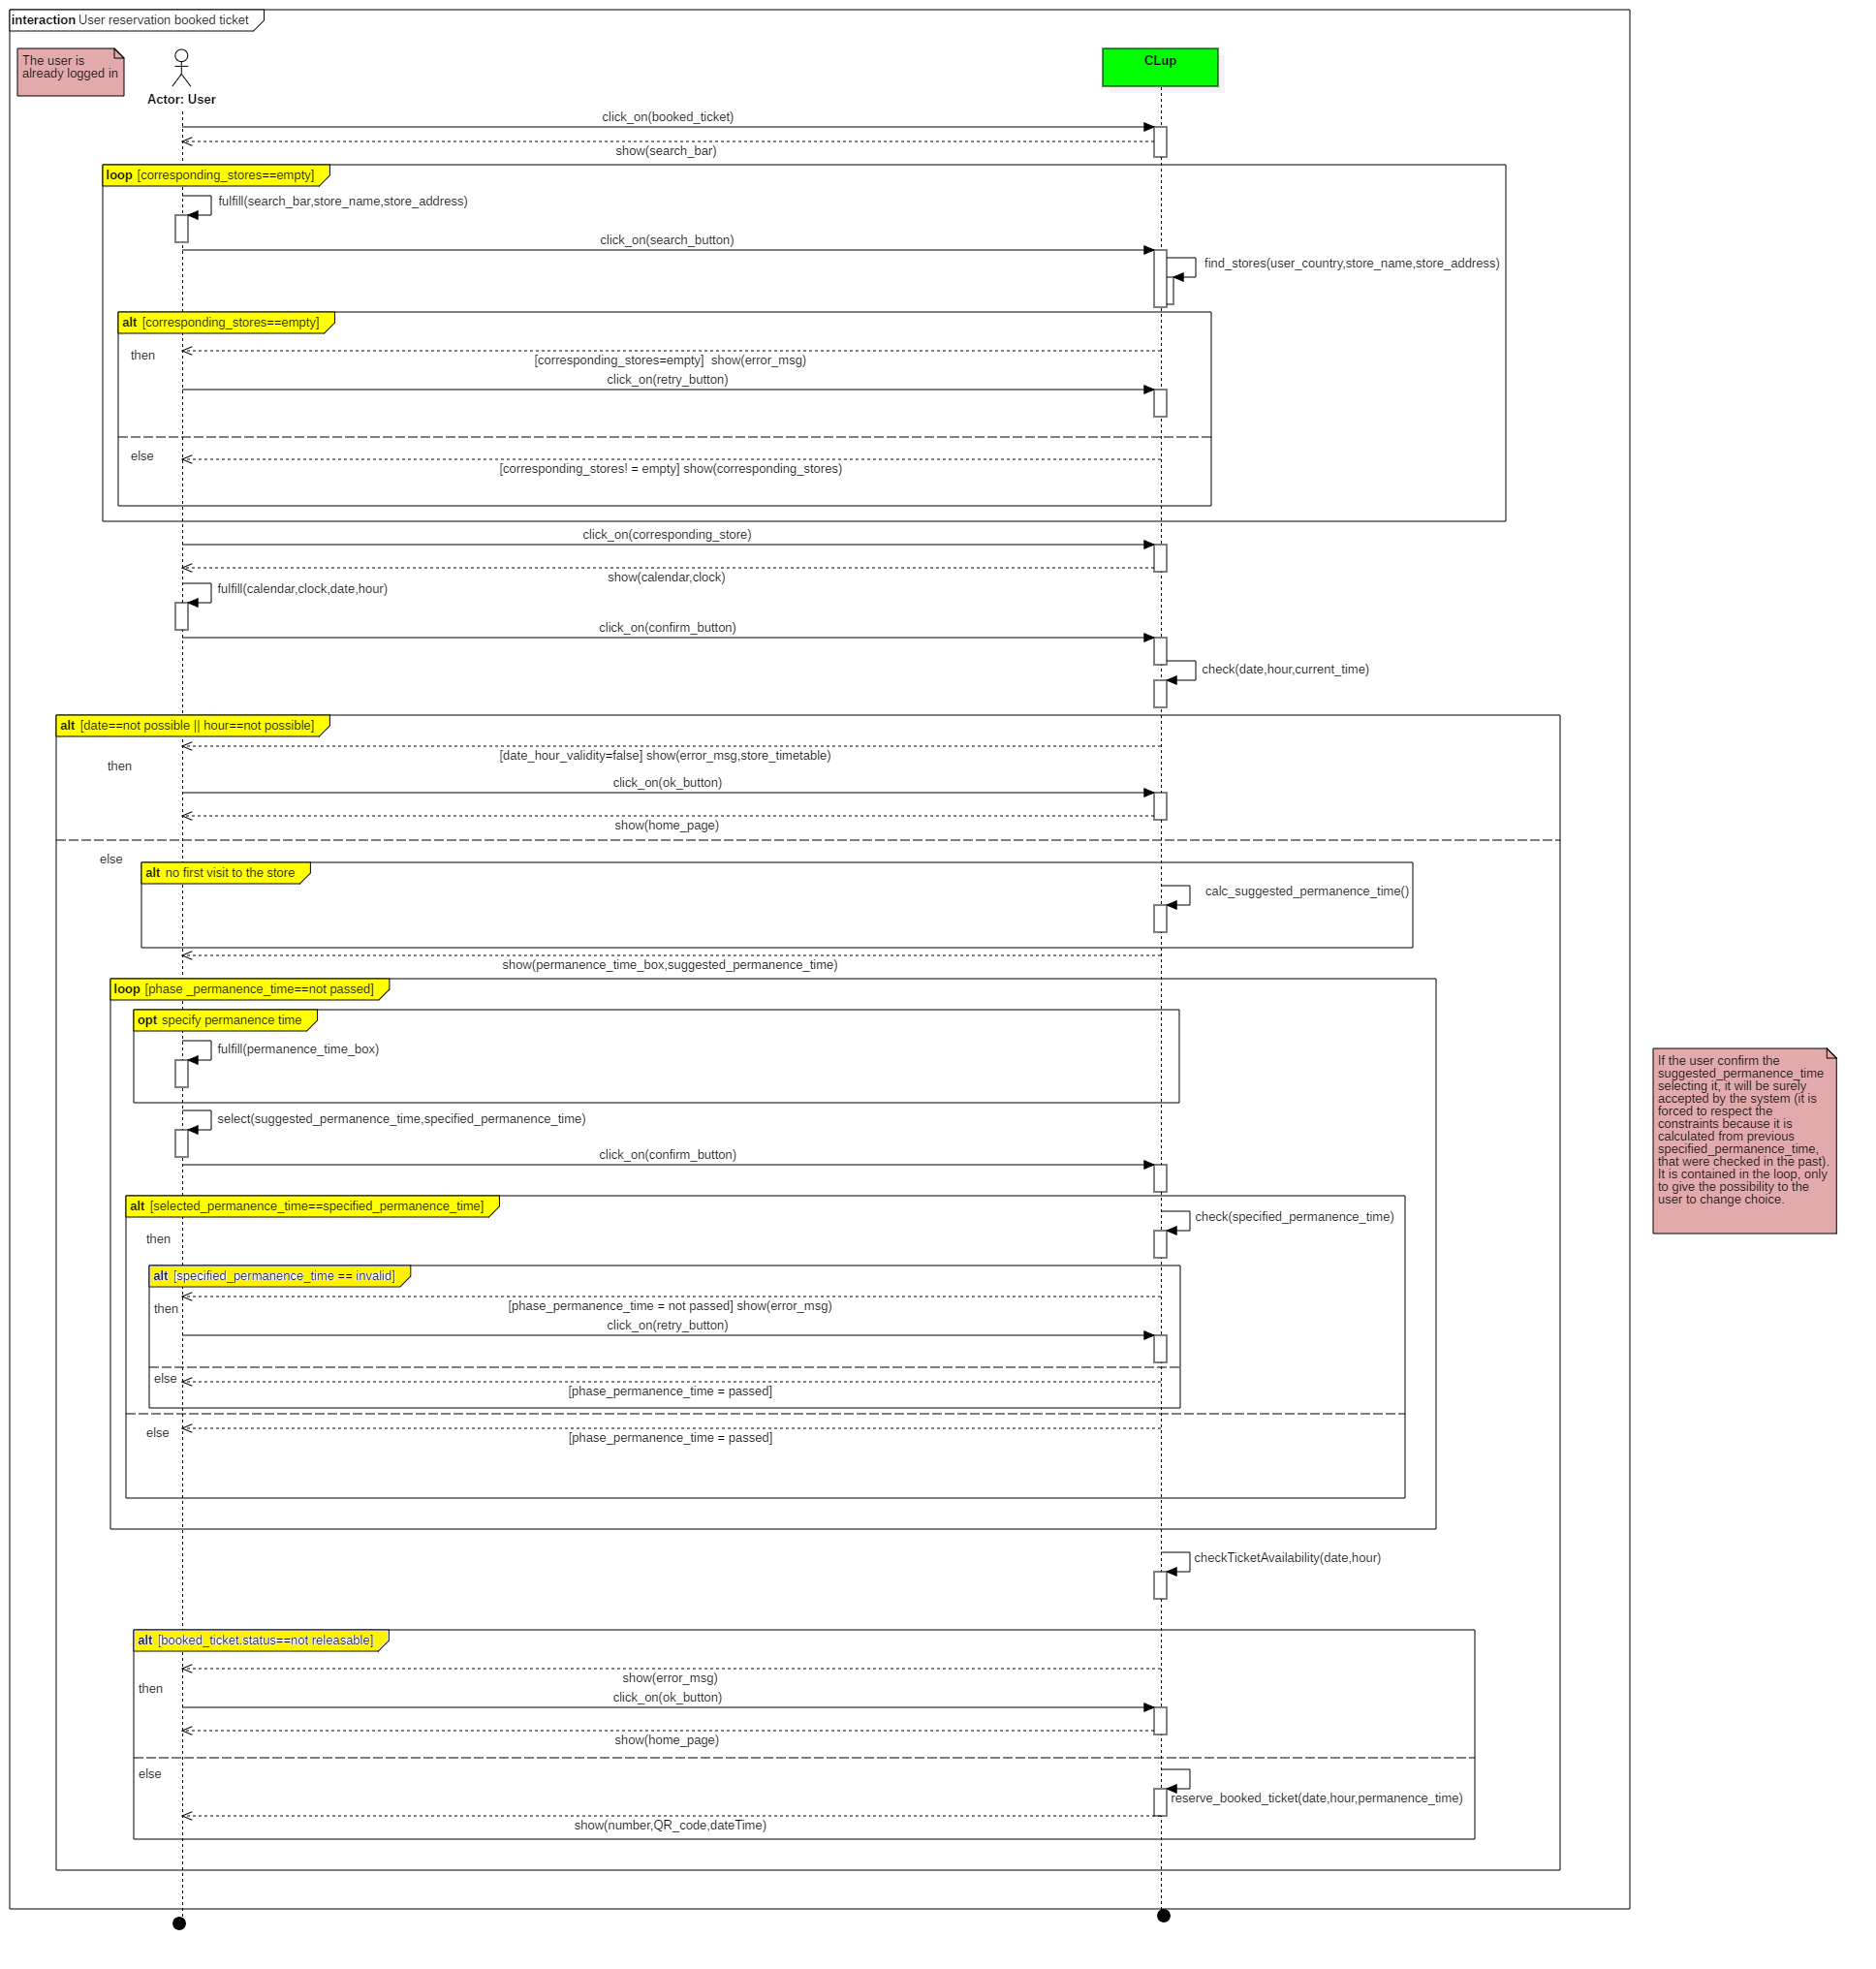 interaction User reservation booked ticket
The user is
already logged in
Actor: User
CLup
click_on(booked_ticket)
show(search_bar)
loop [corresponding_stores==empty]
fulfill(search_bar,store_name,store_address)
click_on(search_button)
find_stores(user_country,store_name,store_address)
alt [corresponding_stores==empty]
then
[corresponding_stores=empty] show(error_msg)
click_on(retry_button)
else
[corresponding_stores! = empty] show(corresponding_stores)
click_on(corresponding_store)
show(calendar,clock)
fulfill(calendar,clock,date,hour)
click_on(confirm_button)
check(date,hour,current_time)
alt [date==not possible || hour==not possible]
[date_hour_validity=false] show(error_msg,store_timetable)
then
click_on(ok_button)
show(home_page)
else
alt no first visit to the store
calc_suggested_permanence_time()
show(permanence_time_box,suggested_permanence_time)
loop [phase _permanence_time==not passed]
opt specify permanence time
fulfill(permanence_time_box)
select(suggested_permanence_time,specified_permanence_time)
click_on(confirm_button)
If the user confirm the
suggested_permanence_time
selecting it, it will be surely
accepted by the system (it is
forced to respect the
constraints because it is
calculated from previous
specified_permanence_time,
that were checked in the past).
It is contained in the loop, only
to give the possibility to the
user to change choice.
alt [selected_permanence_time==specified_permanence_time]
check(specified_permanence_time)
then
alt [specified_permanence_time == invalid]
then
[phase_permanence_time = not passed] show(error_msg)
click_on(retry_button)
else
[phase_permanence_time = passed]
else
[phase_permanence_time = passed]
checkTicketAvailability(date,hour)
alt [booked_ticket.status==not releasable]
show(error_msg)
then
click_on(ok_button)
show(home_page)
else
reserve_booked_ticket(date,hour,permanence_time)
show(number,QR_code,dateTime)